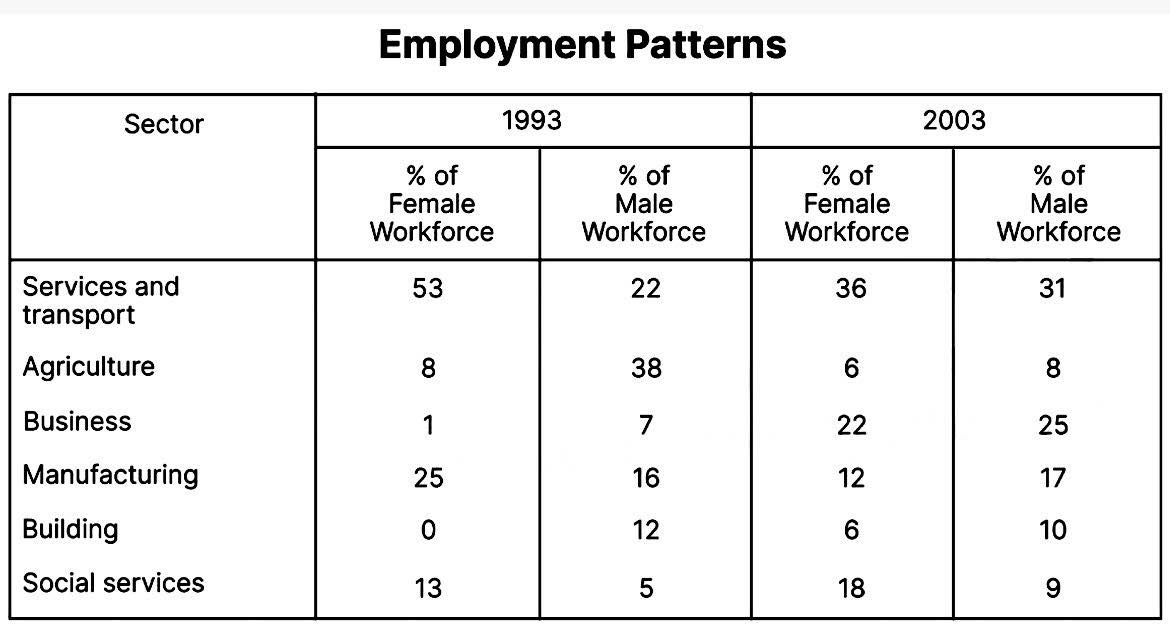 Employment Patterns
Sector 1993 2003
% of % of % of % of
Female Male Female Male
Workforce Workforce Workforce Workforce
Services and 53 22 36 31
transport
Agriculture 8 38 6 8
Business 1 7 22 25
Manufacturing 25 16 12 17
Building 0 12 6 10
Social services 13 5 18 9